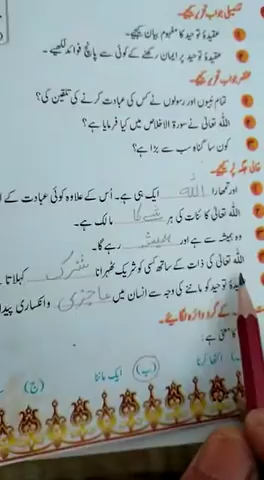 تفصیلی جواب تحریر کیجیے۔
عقیدۂ توحید کا مفہوم بیان کیجیے۔
عقیدۂ توحید پر ایمان رکھنے کے کوئی سے پانچ فوائد لکھیے۔
مختصر جواب تحریر کیجیے۔
تمام نبیوں اور رسولوں نے کس کی عبادت کرنے کی تلقین کی؟
اللہ تعالیٰ نے سورۃ الاخلاص میں کیا فرمایا ہے؟
کون سا گناہ سب سے بڑا ہے؟
خالی جگہ پر کیجیے۔
اور تمھارا اللہ ایک ہی ہے۔ اُس کے علاوہ کوئی عبادت کے
اللہ تعالیٰ کائنات کی ہر کا مالک ہے۔
وہ ہمیشہ سے ہے اور ہمیشہ رہے گا۔
اللہ تعالیٰ کی ذات کے ساتھ کسی کو شریک ٹھہرانا شرک کہلاتا
توحید کو ماننے کی وجہ سے انسان میں عاجزی و انکساری پیدا
کے گرد دائرہ لگائیے۔
کا معنی ہے:
(ب) ایک ماننا (ج)